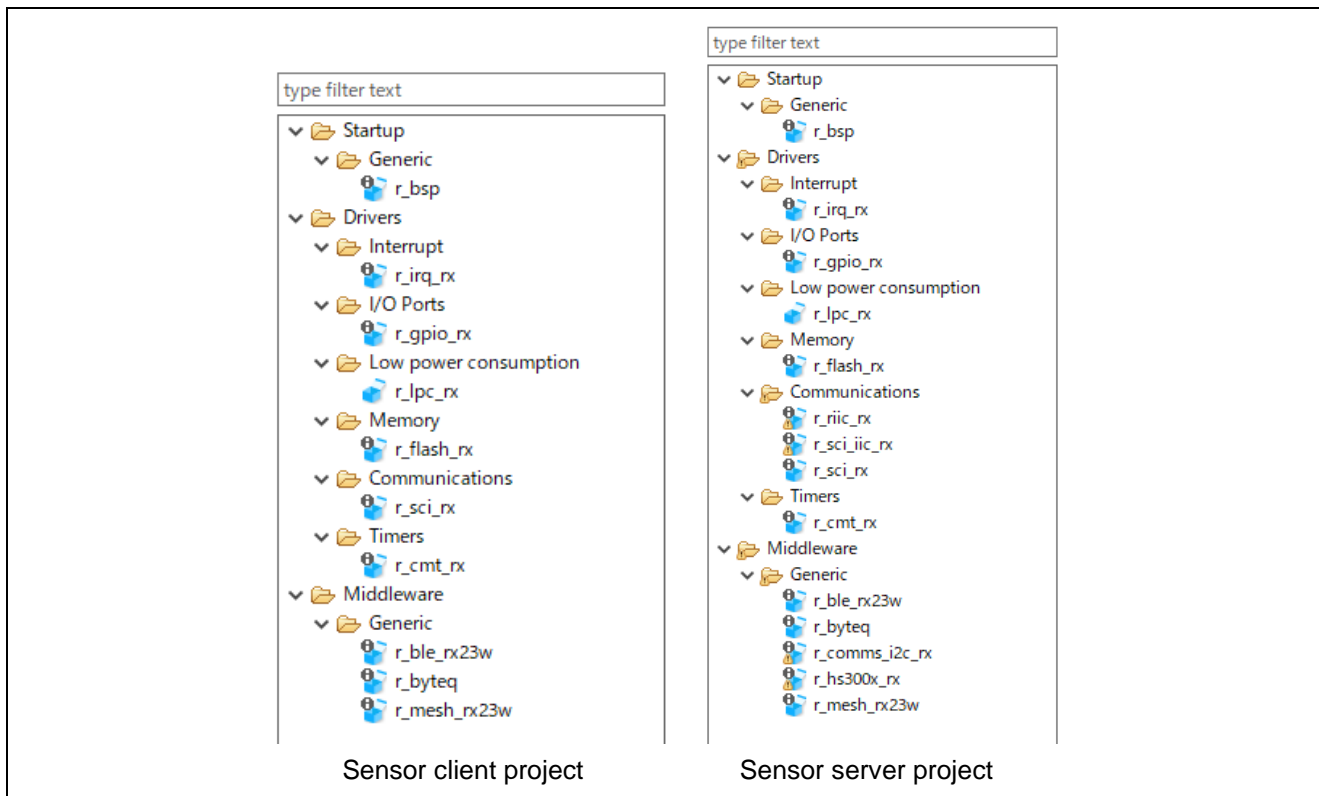 type filter text
Startup
Generic
r_bsp
Drivers
Interrupt
r_irq_rx
I/O Ports
r_gpio_rx
Low power consumption
r_lpc_rx
Memory
r_flash_rx
Communications
r_sci_rx
Timers
r_cmt_rx
Middleware
Generic
r_ble_rx23w
r_byteq
r_mesh_rx23w
Sensor client project
type filter text
Startup
Generic
r_bsp
Drivers
Interrupt
r_irq_rx
I/O Ports
r_gpio_rx
Low power consumption
r_lpc_rx
Memory
r_flash_rx
Communications
r_riic_rx
r_sci_iic_rx
r_sci_rx
Timers
r_cmt_rx
Middleware
Generic
r_ble_rx23w
r_byteq
r_comms_i2c_rx
r_hs300x_rx
r_mesh_rx23w
Sensor server project